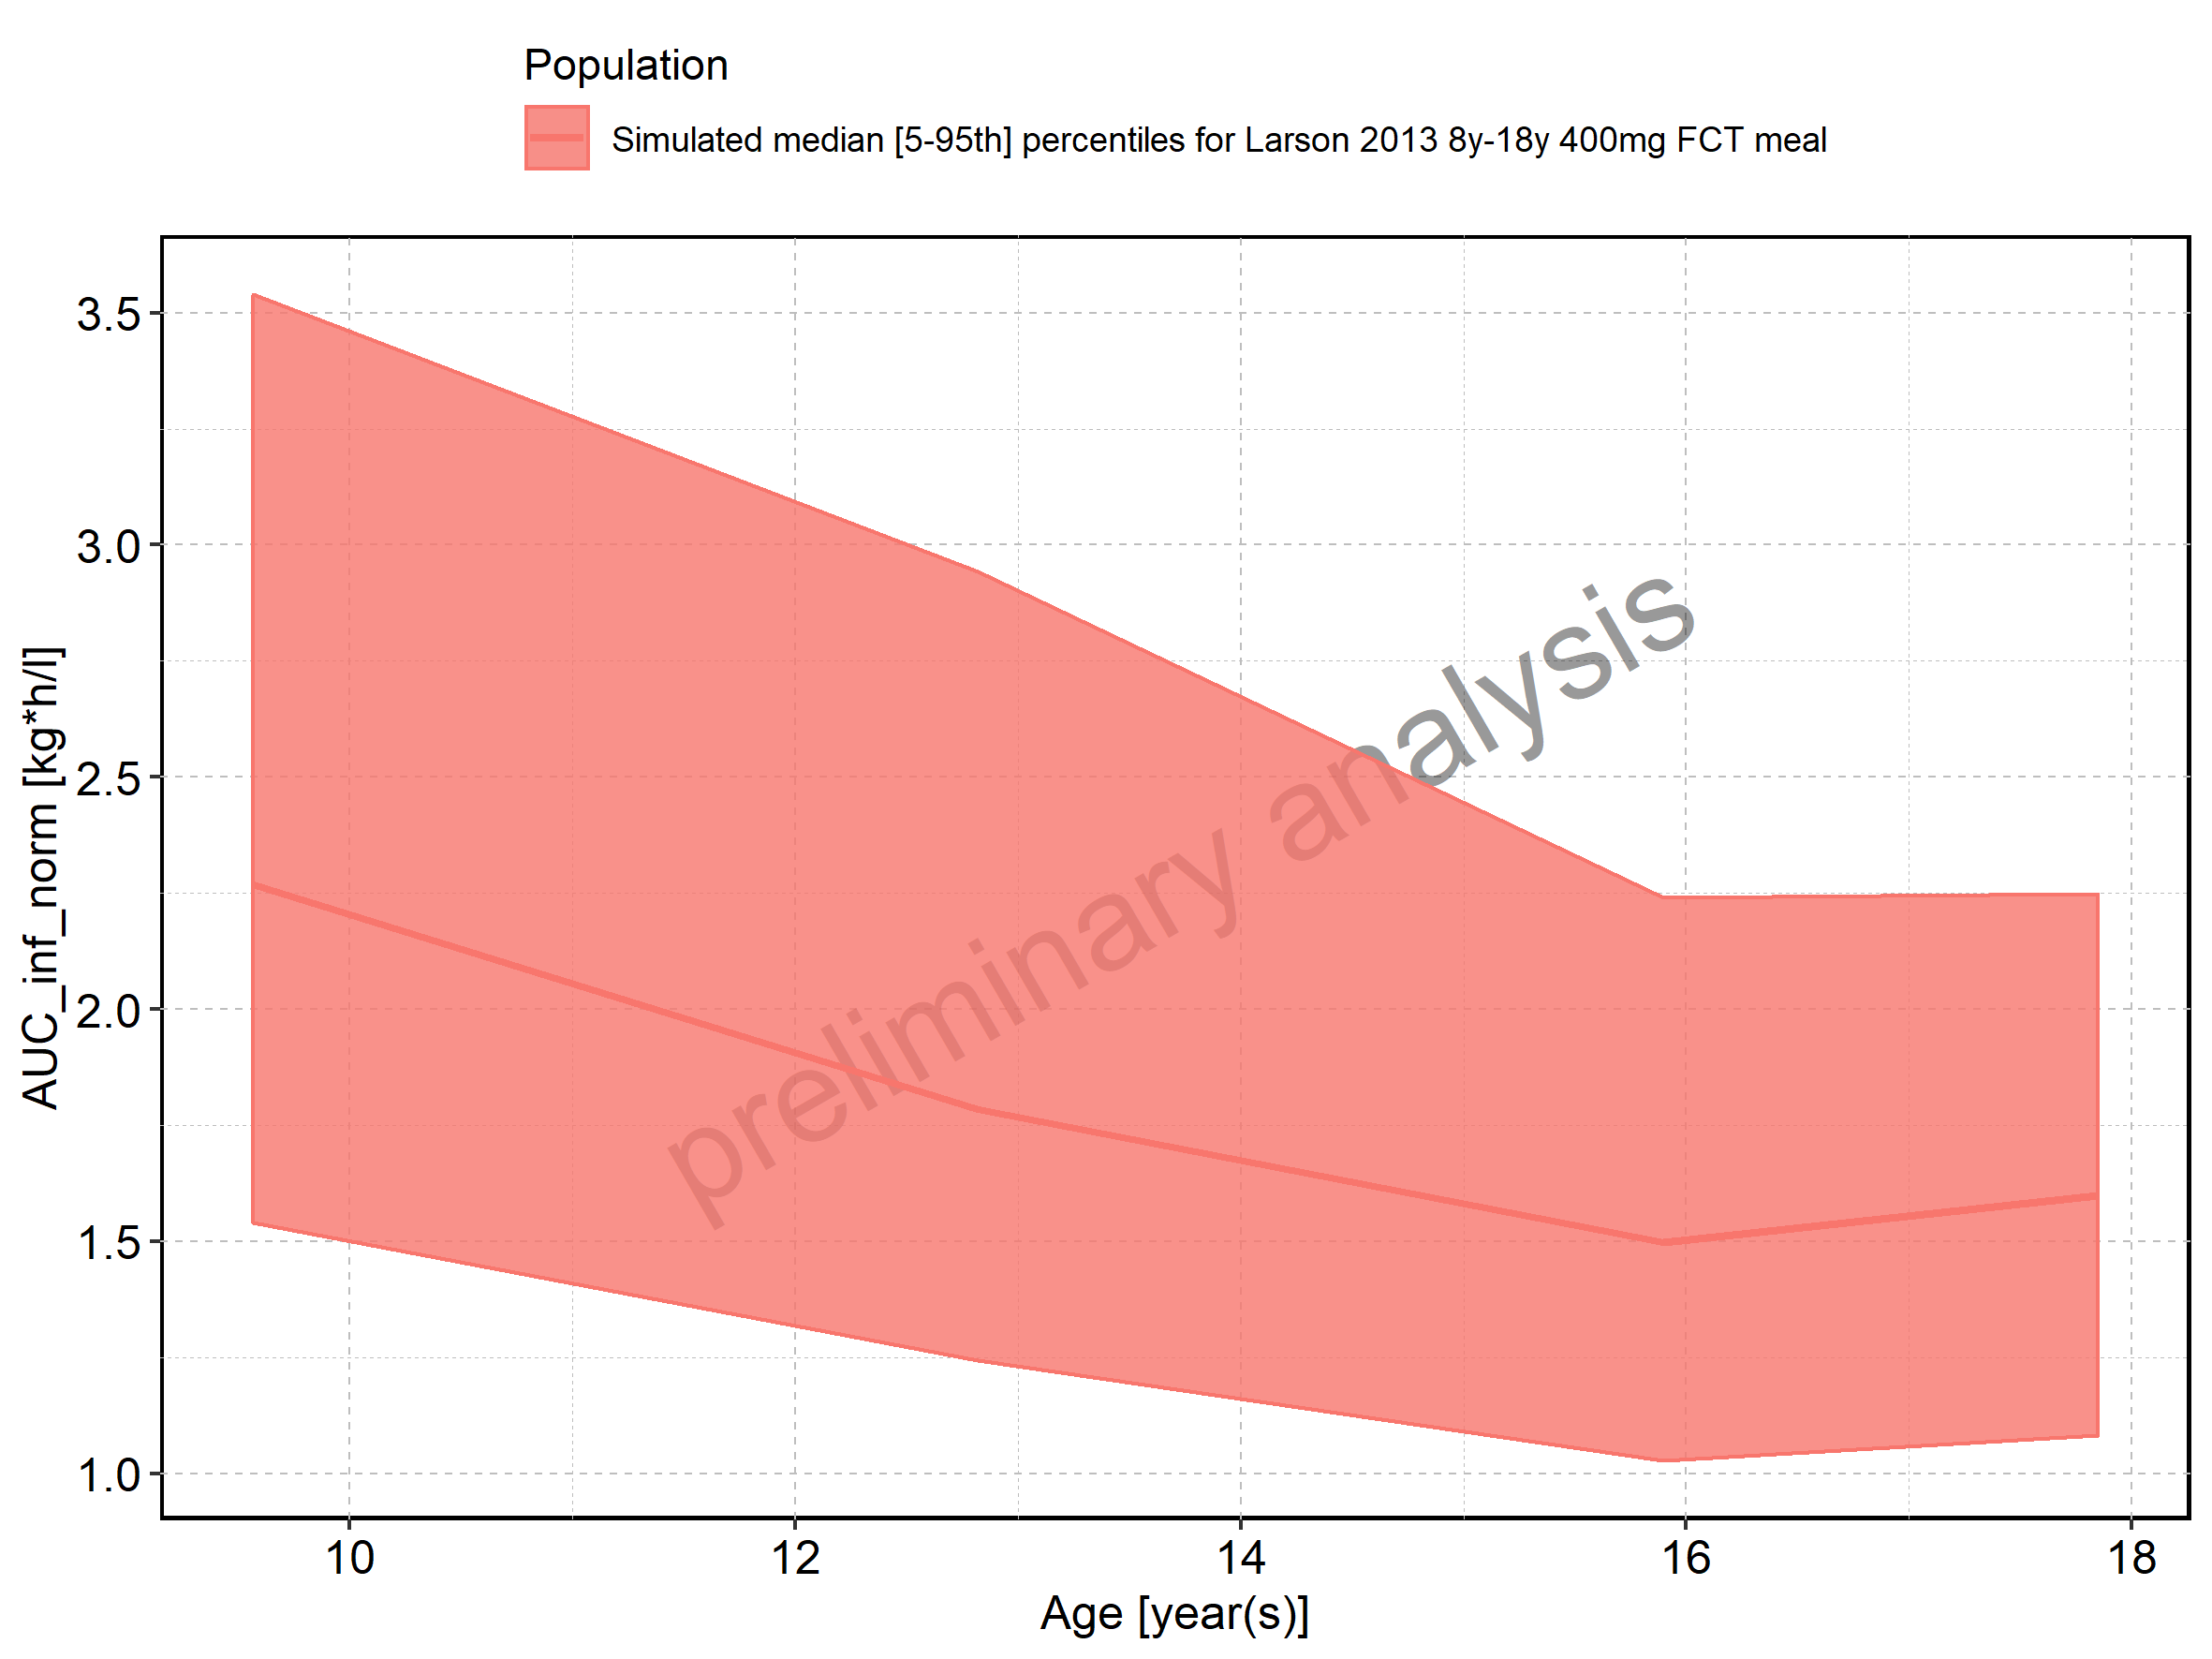 Population
Simulated median [5-95th] percentiles for Larson 2013 8y-18y 400mg FCT meal
AUC_inf_norm [kg*h/l]
3.5
3.0
2.5
2.0
1.5
1.0
preliminary analysis
10 12 14 16 18
Age [year(s)]